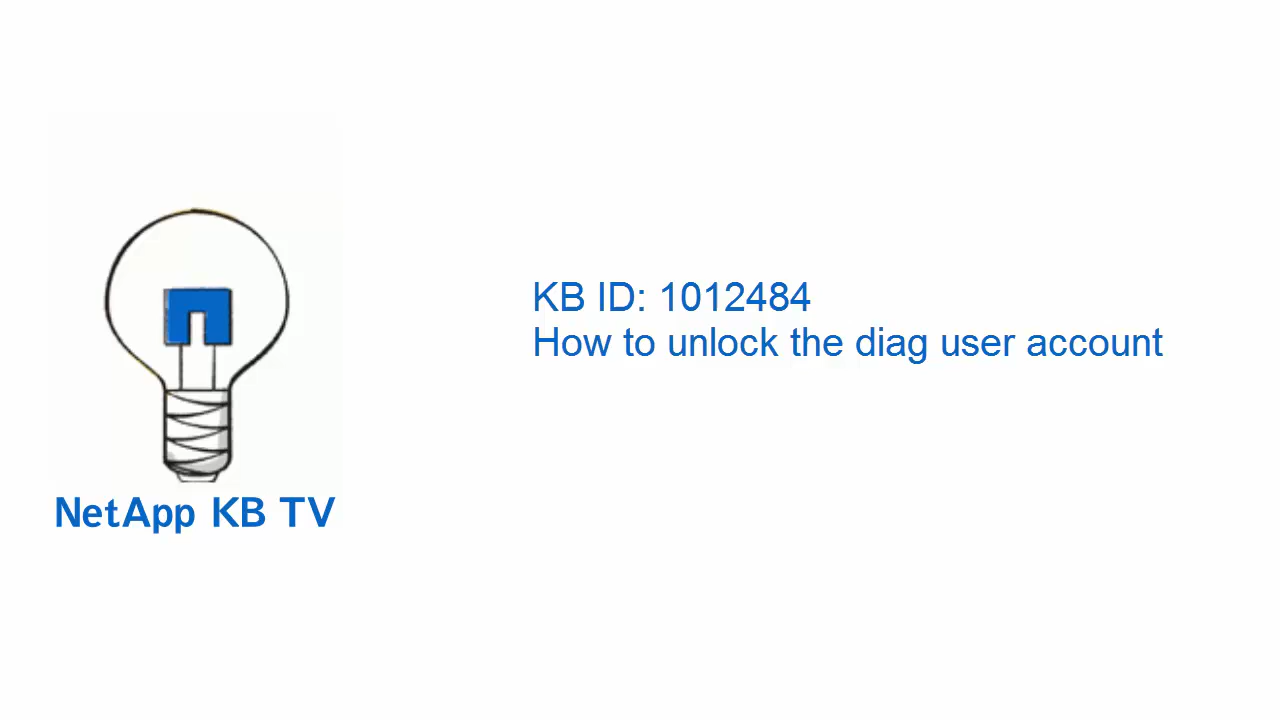 KB ID: 1012484
How to unlock the diag user account
NetApp KB TV